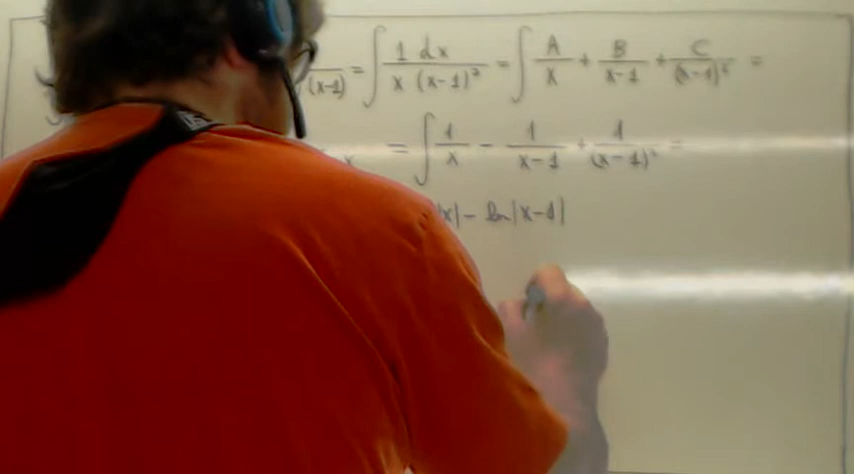 (x-1) = ∫ 1 dx / x (x-1)² = ∫ A/x + B/x-1 + C/(x-1)² =
x = ∫ 1/x - 1/x-1 + 1/(x-1)² =
|x| - ln|x-1|